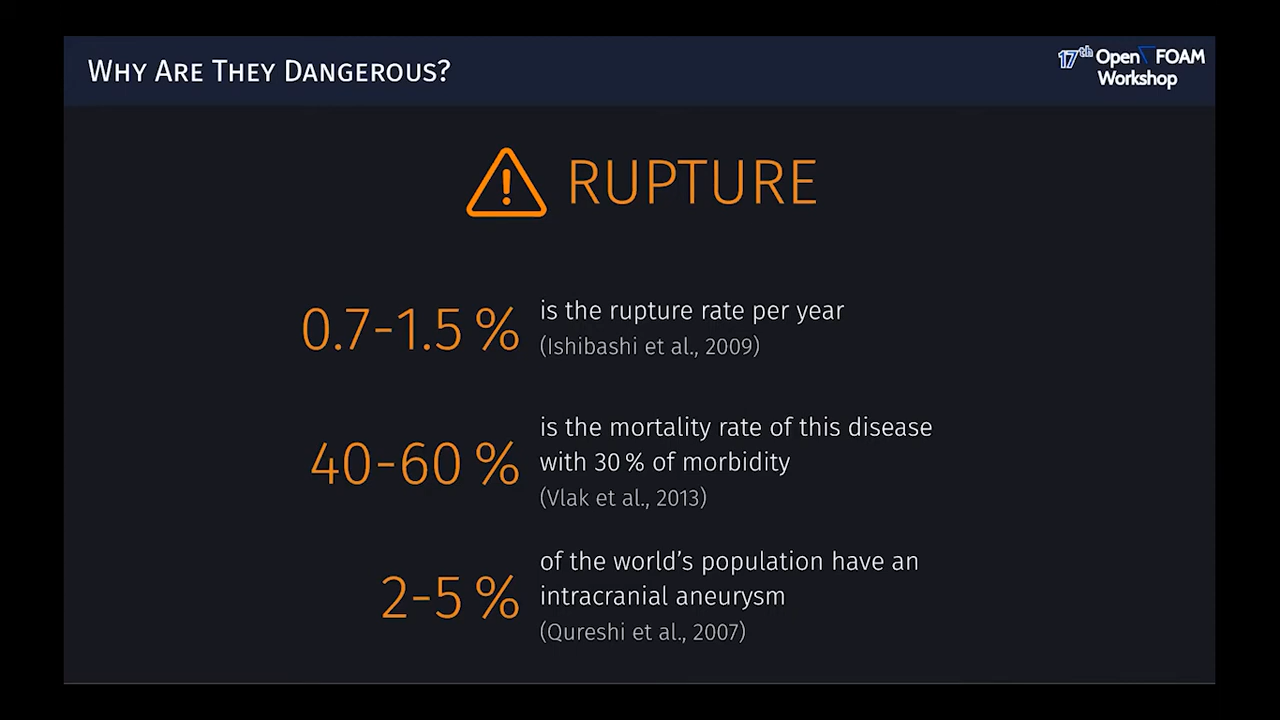 WHY ARE THEY DANGEROUS?
17th Open FOAM
Workshop
RUPTURE
0.7-1.5 %
is the rupture rate per year
(Ishibashi et al., 2009)
40-60 %
is the mortality rate of this disease
with 30 % of morbidity
(Vlak et al., 2013)
2-5 %
of the world's population have an
intracranial aneurysm
(Qureshi et al., 2007)